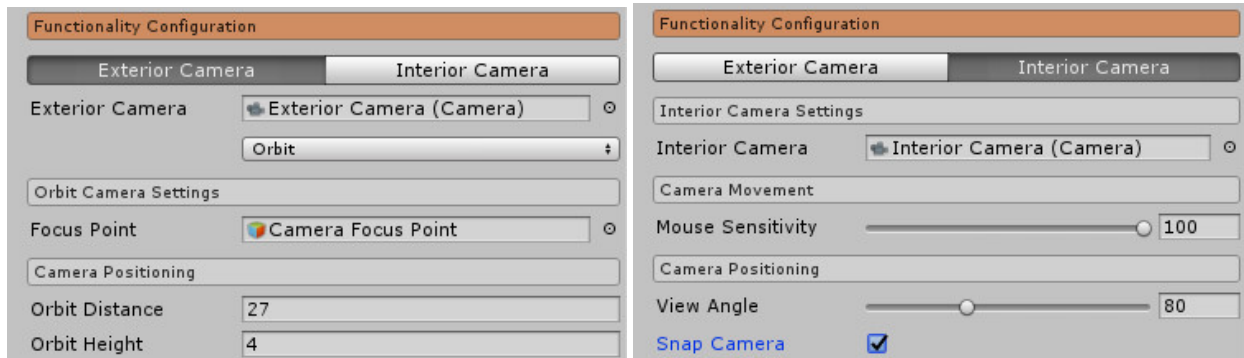 Functionality Configuration
Exterior Camera Interior Camera
Exterior Camera Exterior Camera (Camera)
Orbit
Orbit Camera Settings
Focus Point Camera Focus Point
Camera Positioning
Orbit Distance 27
Orbit Height 4
Functionality Configuration
Exterior Camera Interior Camera
Interior Camera Settings
Interior Camera Interior Camera (Camera)
Camera Movement
Mouse Sensitivity 100
Camera Positioning
View Angle 80
Snap Camera